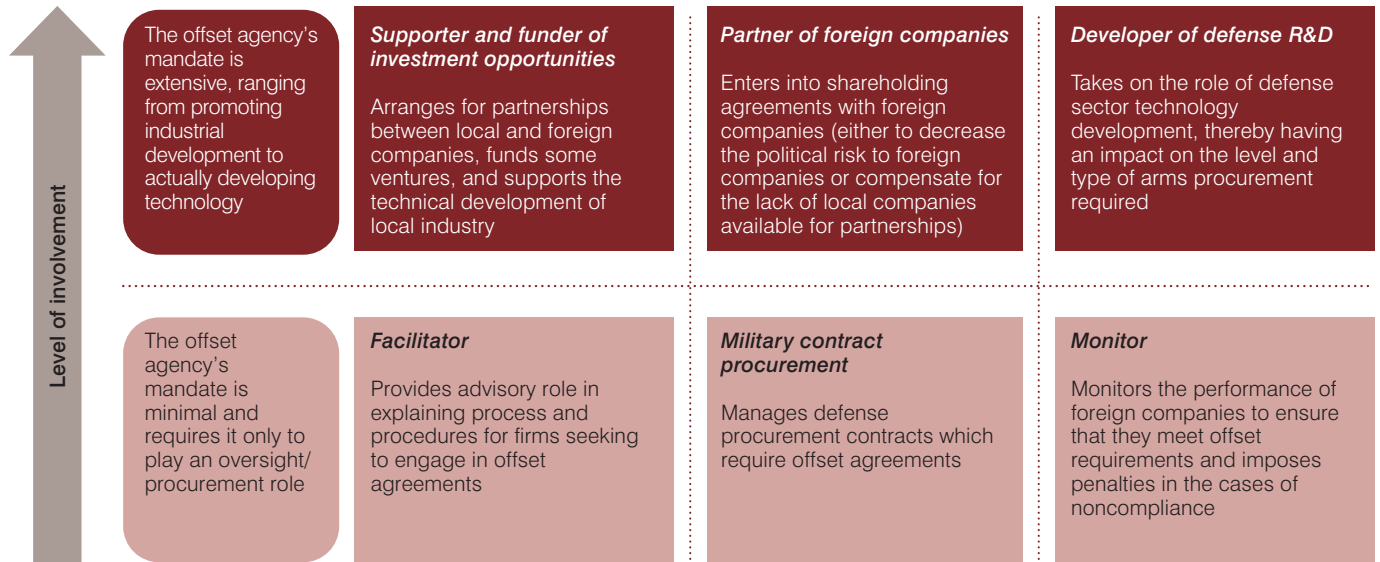 Level of involvement
The offset agency’s
mandate is
extensive, ranging
from promoting
industrial
development to
actually developing
technology
Supporter and funder of
investment opportunities
Arranges for partnerships
between local and foreign
companies, funds some
ventures, and supports the
technical development of
local industry
Partner of foreign companies
Enters into shareholding
agreements with foreign
companies (either to decrease
the political risk to foreign
companies or compensate for
the lack of local companies
available for partnerships)
Developer of defense R&D
Takes on the role of defense
sector technology
development, thereby having
an impact on the level and
type of arms procurement
required
The offset
agency’s
mandate is
minimal and
requires it only to
play an oversight/
procurement role
Facilitator
Provides advisory role in
explaining process and
procedures for firms seeking
to engage in offset
agreements
Military contract
procurement
Manages defense
procurement contracts which
require offset agreements
Monitor
Monitors the performance of
foreign companies to ensure
that they meet offset
requirements and imposes
penalties in the cases of
noncompliance